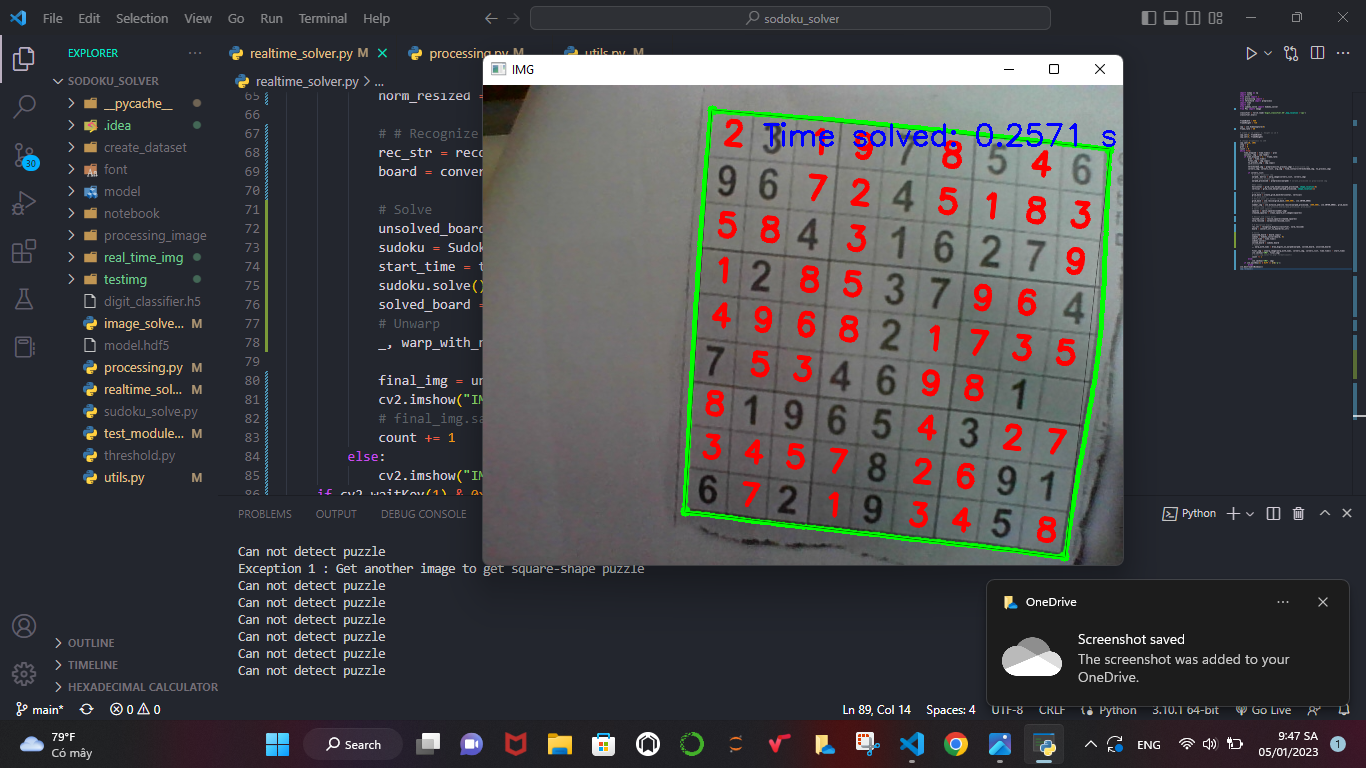 File Edit Selection View Go Run Terminal Help
sodoku_solver
EXPLORER
SODOKU_SOLVER
__pycache__
.idea
create_dataset
font
model
notebook
processing_image
real_time_img
testimg
digit_classifier.h5
image_solve... M
model.hdf5
processing.py M
realtime_sol... M
sudoku_solve.py
test_module... M
threshold.py
utils.py M
OUTLINE
TIMELINE
HEXADECIMAL CALCULATOR
30
realtime_solver.py M
processing.py M
utils.py M
realtime_solver.py > ...
65 norm_resized =
66
67 # # Recognize
68 rec_str = reco
69 board = conver
70
71 # Solve
72 unsolved_board
73 sudoku = Sudok
74 start_time = t
75 sudoku.solve()
76 solved_board =
77 # Unwarp
78 _, warp_with_n
79
80 final_img = un
81 cv2.imshow("IM
82 # final_img.sa
83 count += 1
84 else:
85 cv2.imshow("IM
86 if cv2.waitKey(1) & 0x
IMG
Time solved: 0.2571 s
2 3 1 9 7 8 5 4 6
9 6 7 2 4 5 1 8 3
5 8 4 3 1 6 2 7 9
1 2 8 5 3 7 9 6 4
4 9 6 8 2 1 7 3 5
7 5 3 4 6 9 8 1
8 1 9 6 5 4 3 2 7
3 4 5 7 8 2 6 9 1
6 7 2 1 9 3 4 5 8
PROBLEMS OUTPUT DEBUG CONSOLE
Python
Can not detect puzzle
Exception 1 : Get another image to get square-shape puzzle
Can not detect puzzle
Can not detect puzzle
Can not detect puzzle
Can not detect puzzle
Can not detect puzzle
Can not detect puzzle
OneDrive
Screenshot saved
The screenshot was added to your
OneDrive.
main* 0 0
Ln 89, Col 14 Spaces: 4 UTF-8 CRLF Python 3.10.1 64-bit Go Live
79°F
Có mây
Search
ENG
9:47 SA
05/01/2023
1